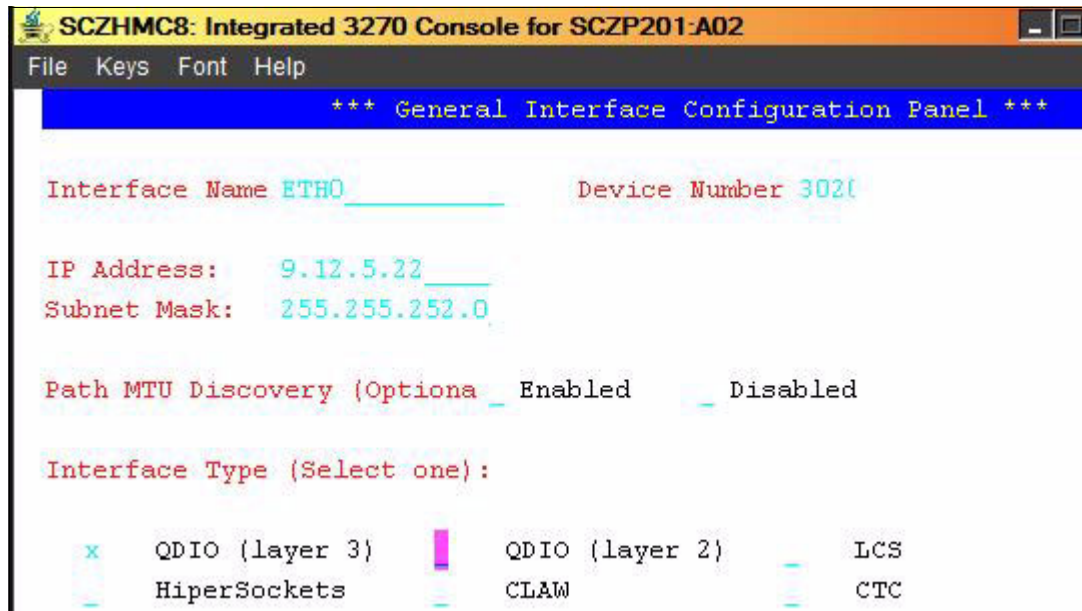 SCZHMC8: Integrated 3270 Console for SCZP201:A02
File Keys Font Help
*** General Interface Configuration Panel ***
Interface Name ETH0 Device Number
IP Address: 9.12.5.22
Subnet Mask: 255.255.252.0
Path MTU Discovery (Optiona _ Enabled _ Disabled
Interface Type (Select one):
x QDIO (layer 3) _ QDIO (layer 2) _ LCS
_ HiperSockets _ CLAW _ CTC